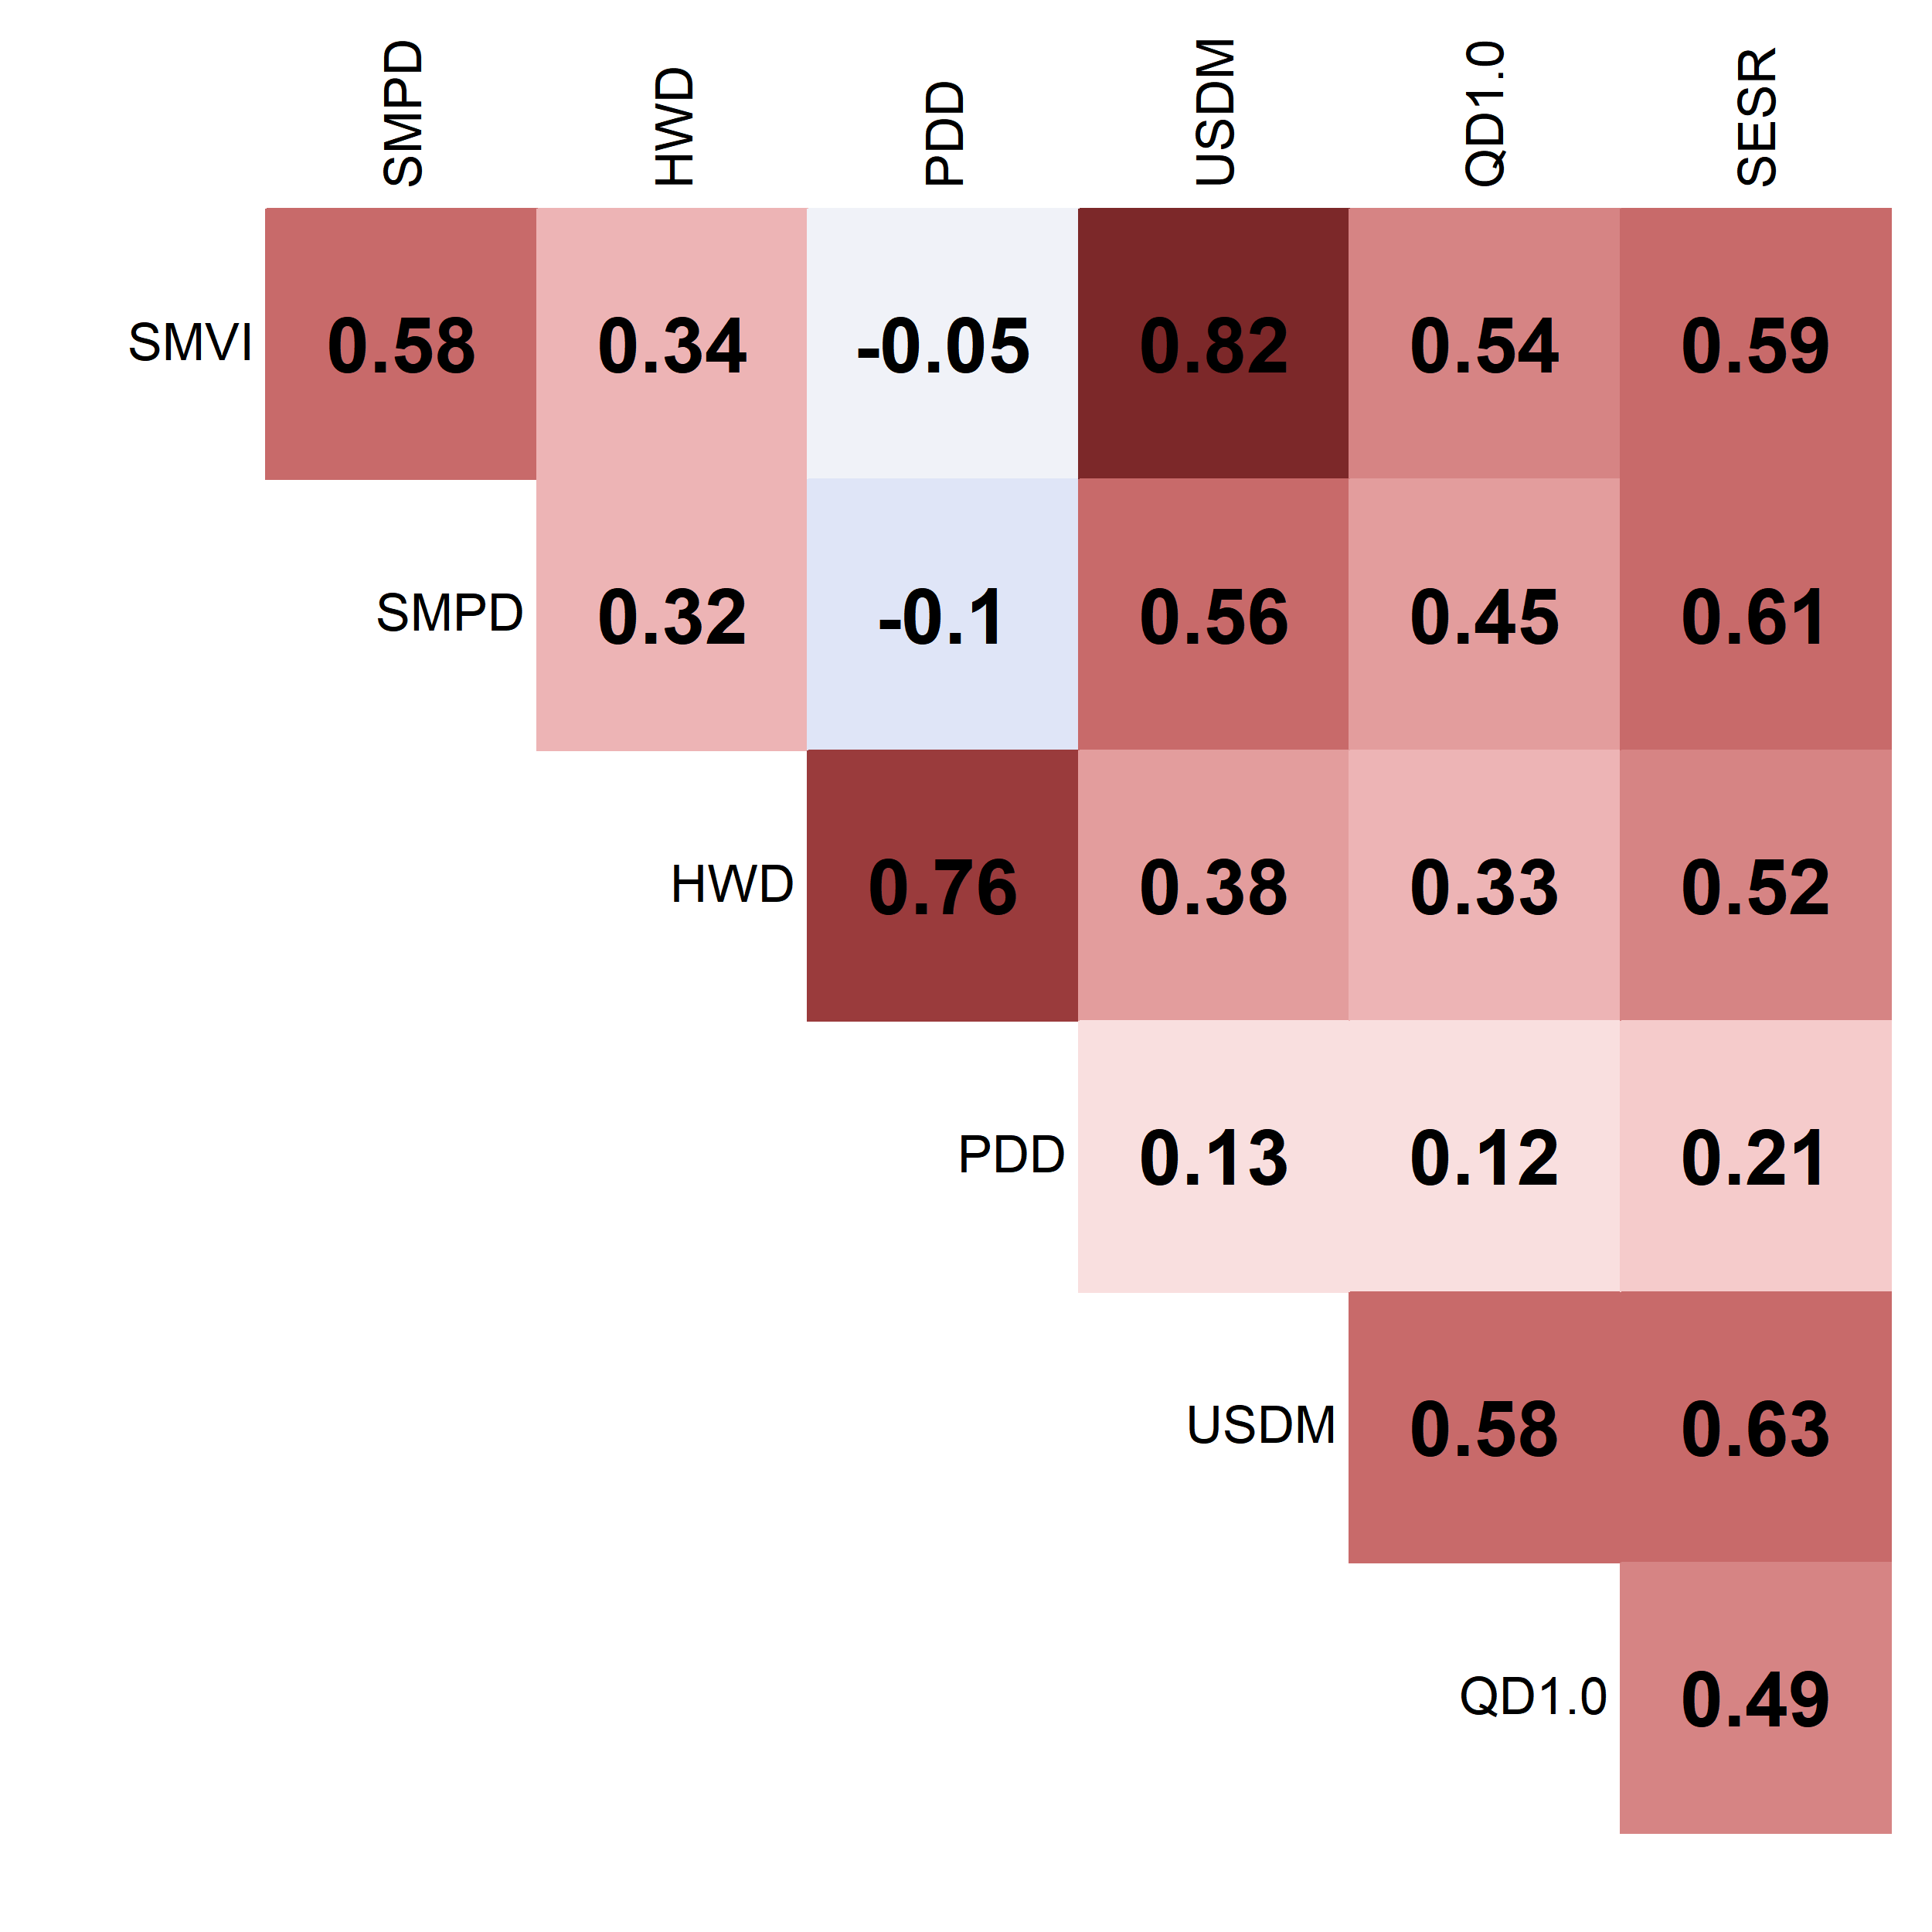 SMPD HWD PDD USDM QD1.0 SESR
SMVI 0.58 0.34 -0.05 0.82 0.54 0.59
SMPD 0.32 -0.1 0.56 0.45 0.61
HWD 0.76 0.38 0.33 0.52
PDD 0.13 0.12 0.21
USDM 0.58 0.63
QD1.0 0.49